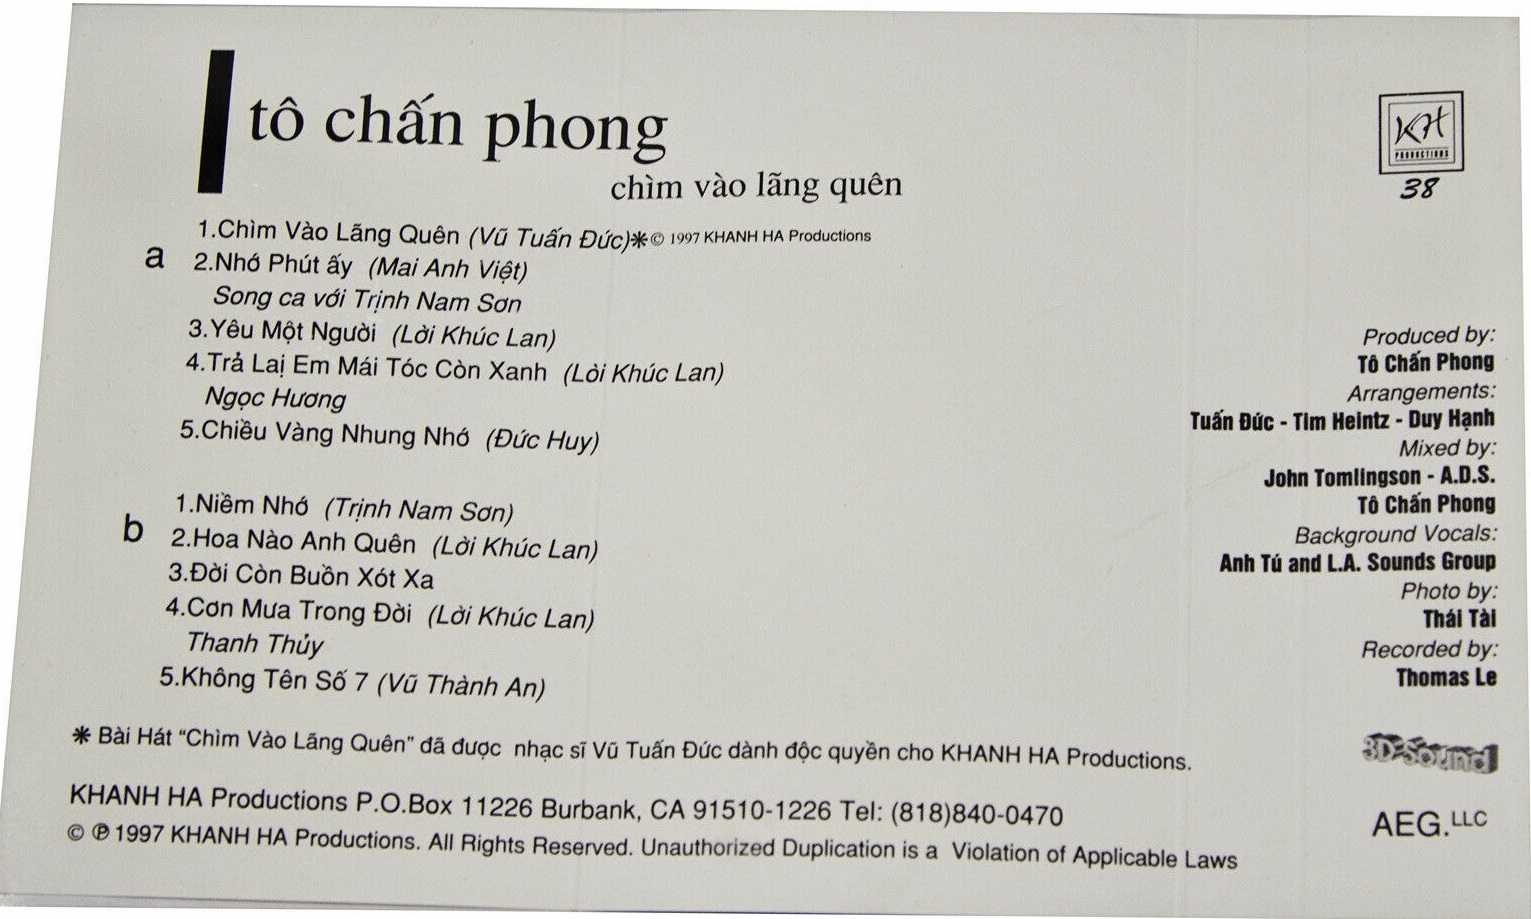 tô chấn phong
chìm vào lãng quên
KH
PRODUCTIONS
38
a
1.Chìm Vào Lãng Quên (Vũ Tuấn Đức)*© 1997 KHANH HA Productions
2.Nhớ Phút ấy (Mai Anh Việt)
Song ca với Trịnh Nam Sơn
3.Yêu Một Người (Lời Khúc Lan)
4.Trả Lại Em Mái Tóc Còn Xanh (Lời Khúc Lan)
Ngọc Hương
5.Chiều Vàng Nhung Nhớ (Đức Huy)
b
1.Niềm Nhớ (Trịnh Nam Sơn)
2.Hoa Nào Anh Quên (Lời Khúc Lan)
3.Đời Còn Buồn Xót Xa
4.Cơn Mưa Trong Đời (Lời Khúc Lan)
Thanh Thủy
5.Không Tên Số 7 (Vũ Thành An)
Produced by:
Tô Chấn Phong
Arrangements:
Tuấn Đức - Tim Heintz - Duy Hạnh
Mixed by:
John Tomlingson - A.D.S.
Tô Chấn Phong
Background Vocals:
Anh Tú and L.A. Sounds Group
Photo by:
Thái Tài
Recorded by:
Thomas Le
* Bài Hát “Chìm Vào Lãng Quên” đã được nhạc sĩ Vũ Tuấn Đức dành độc quyền cho KHANH HA Productions.
3D-Sound
KHANH HA Productions P.O.Box 11226 Burbank, CA 91510-1226 Tel: (818)840-0470
AEG.LLC
© ℗ 1997 KHANH HA Productions. All Rights Reserved. Unauthorized Duplication is a Violation of Applicable Laws